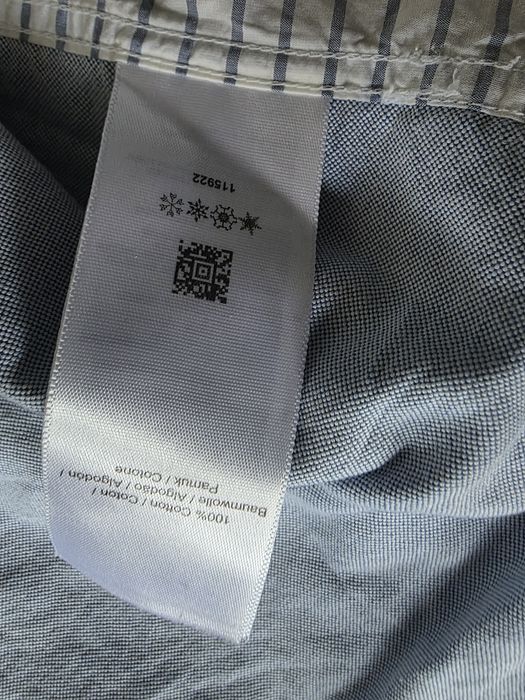 100% Cotton / Coton /
Baumwolle / Algodão / Algodón /
Pamuk / Cotone
115922